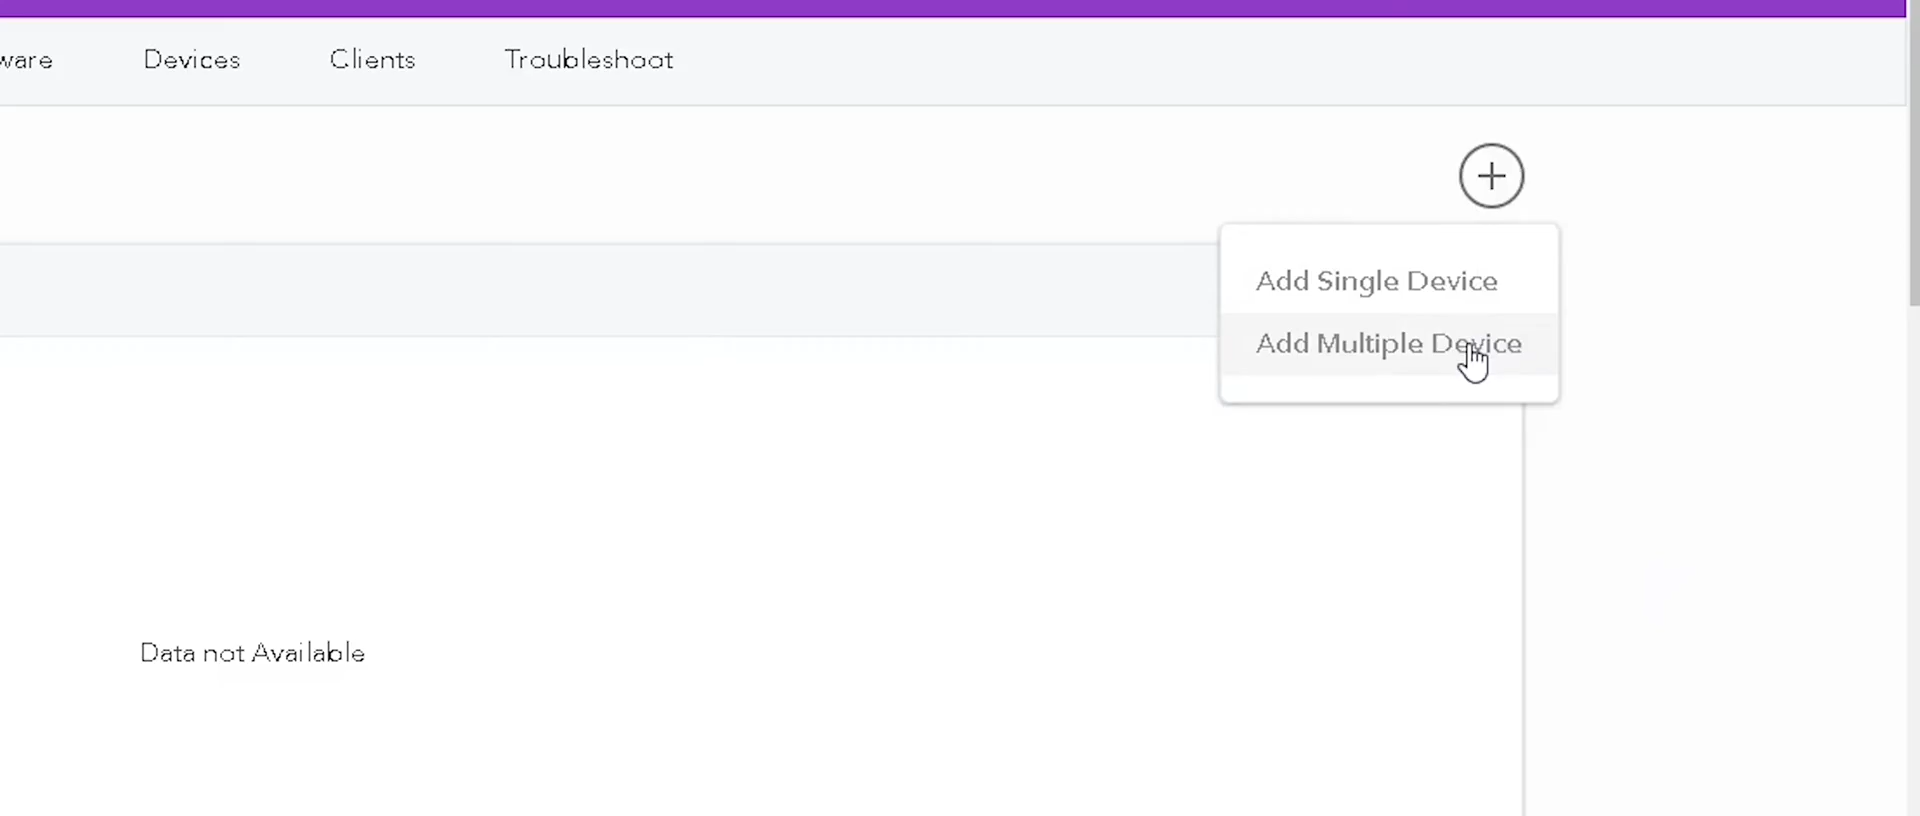 ware Devices Clients Troubleshoot
Add Single Device
Add Multiple Device
Data not Available